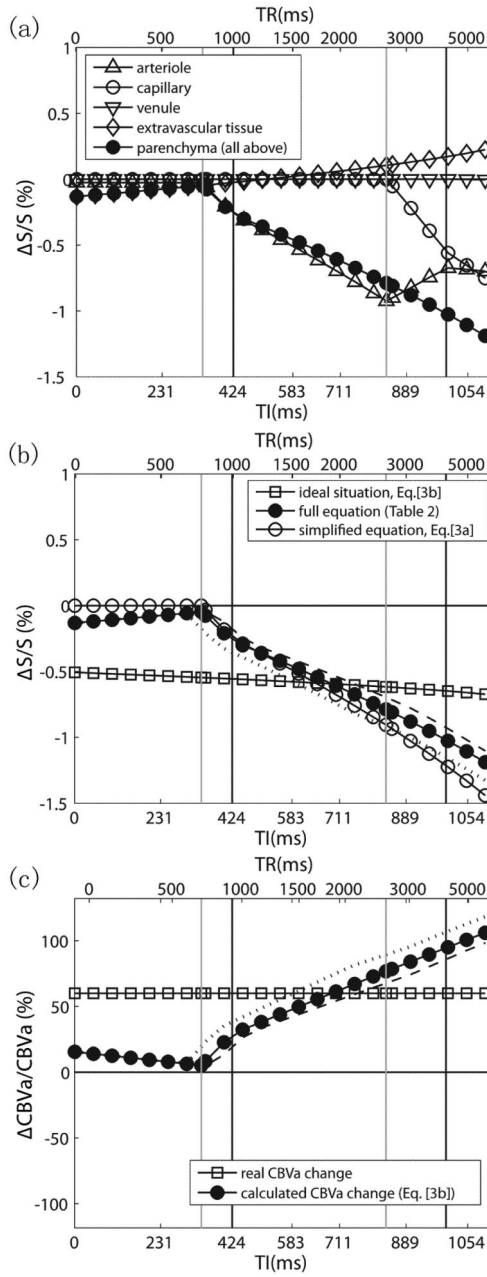 (a)
TR(ms)
0 500 1000 1500 2000 3000 5000
1
0.5
0
-0.5
-1
-1.5
ΔS/S (%)
arteriole
capillary
venule
extravascular tissue
parenchyma (all above)
0 231 424 583 711 889 1054
TI(ms)
(b)
TR(ms)
0 500 1000 1500 2000 3000 5000
1
0.5
0
-0.5
-1
-1.5
ΔS/S (%)
ideal situation, Eq.[3b]
full equation (Table 2)
simplified equation, Eq.[3a]
0 231 424 583 711 889 1054
TI(ms)
(c)
TR(ms)
0 500 1000 1500 2000 3000 5000
100
50
0
-50
-100
ΔCBVa/CBVa (%)
real CBVa change
calculated CBVa change (Eq. [3b])
0 231 424 583 711 889 1054
TI(ms)